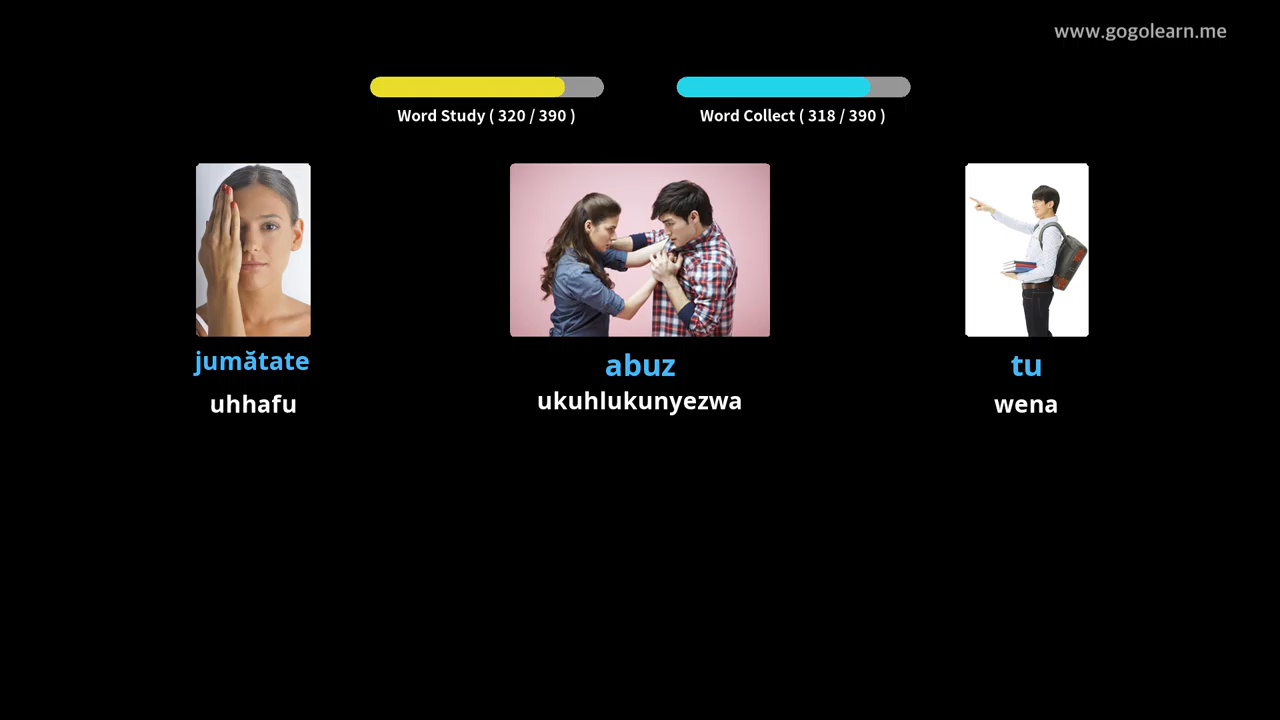 www.gogolearn.me
Word Study ( 320 / 390 )
Word Collect ( 318 / 390 )
jumătate
uhhafu
abuz
ukuhlukunyezwa
tu
wena